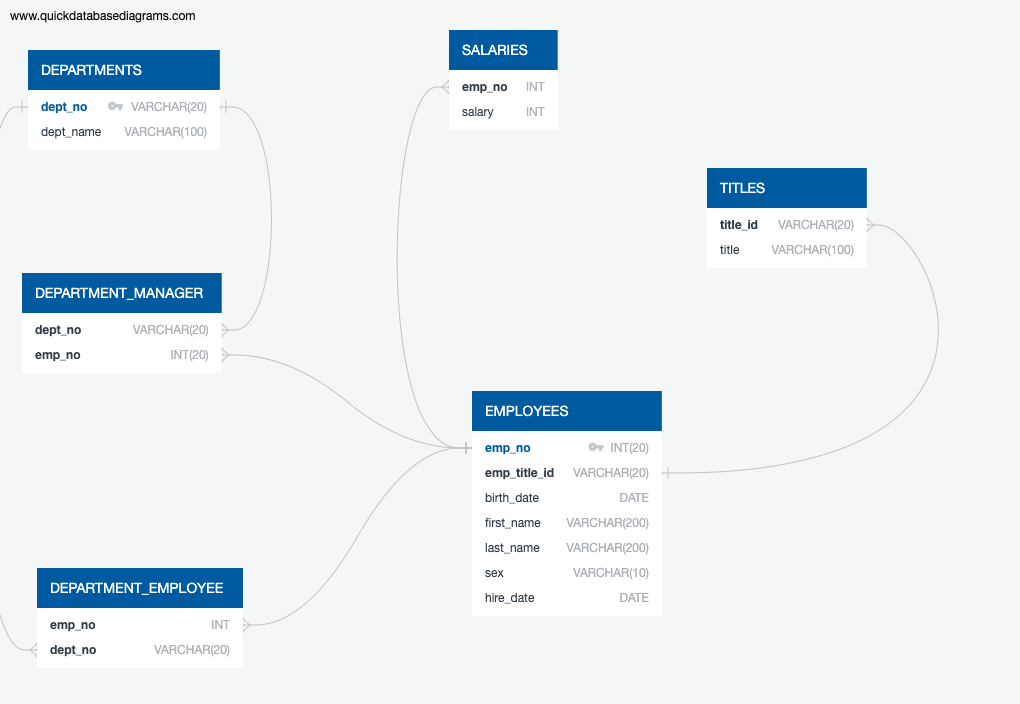 www.quickdatabasediagrams.com
DEPARTMENTS
dept_no VARCHAR(20)
dept_name VARCHAR(100)
SALARIES
emp_no INT
salary INT
TITLES
title_id VARCHAR(20)
title VARCHAR(100)
DEPARTMENT_MANAGER
dept_no VARCHAR(20)
emp_no INT(20)
EMPLOYEES
emp_no INT(20)
emp_title_id VARCHAR(20)
birth_date DATE
first_name VARCHAR(200)
last_name VARCHAR(200)
sex VARCHAR(10)
hire_date DATE
DEPARTMENT_EMPLOYEE
emp_no INT
dept_no VARCHAR(20)